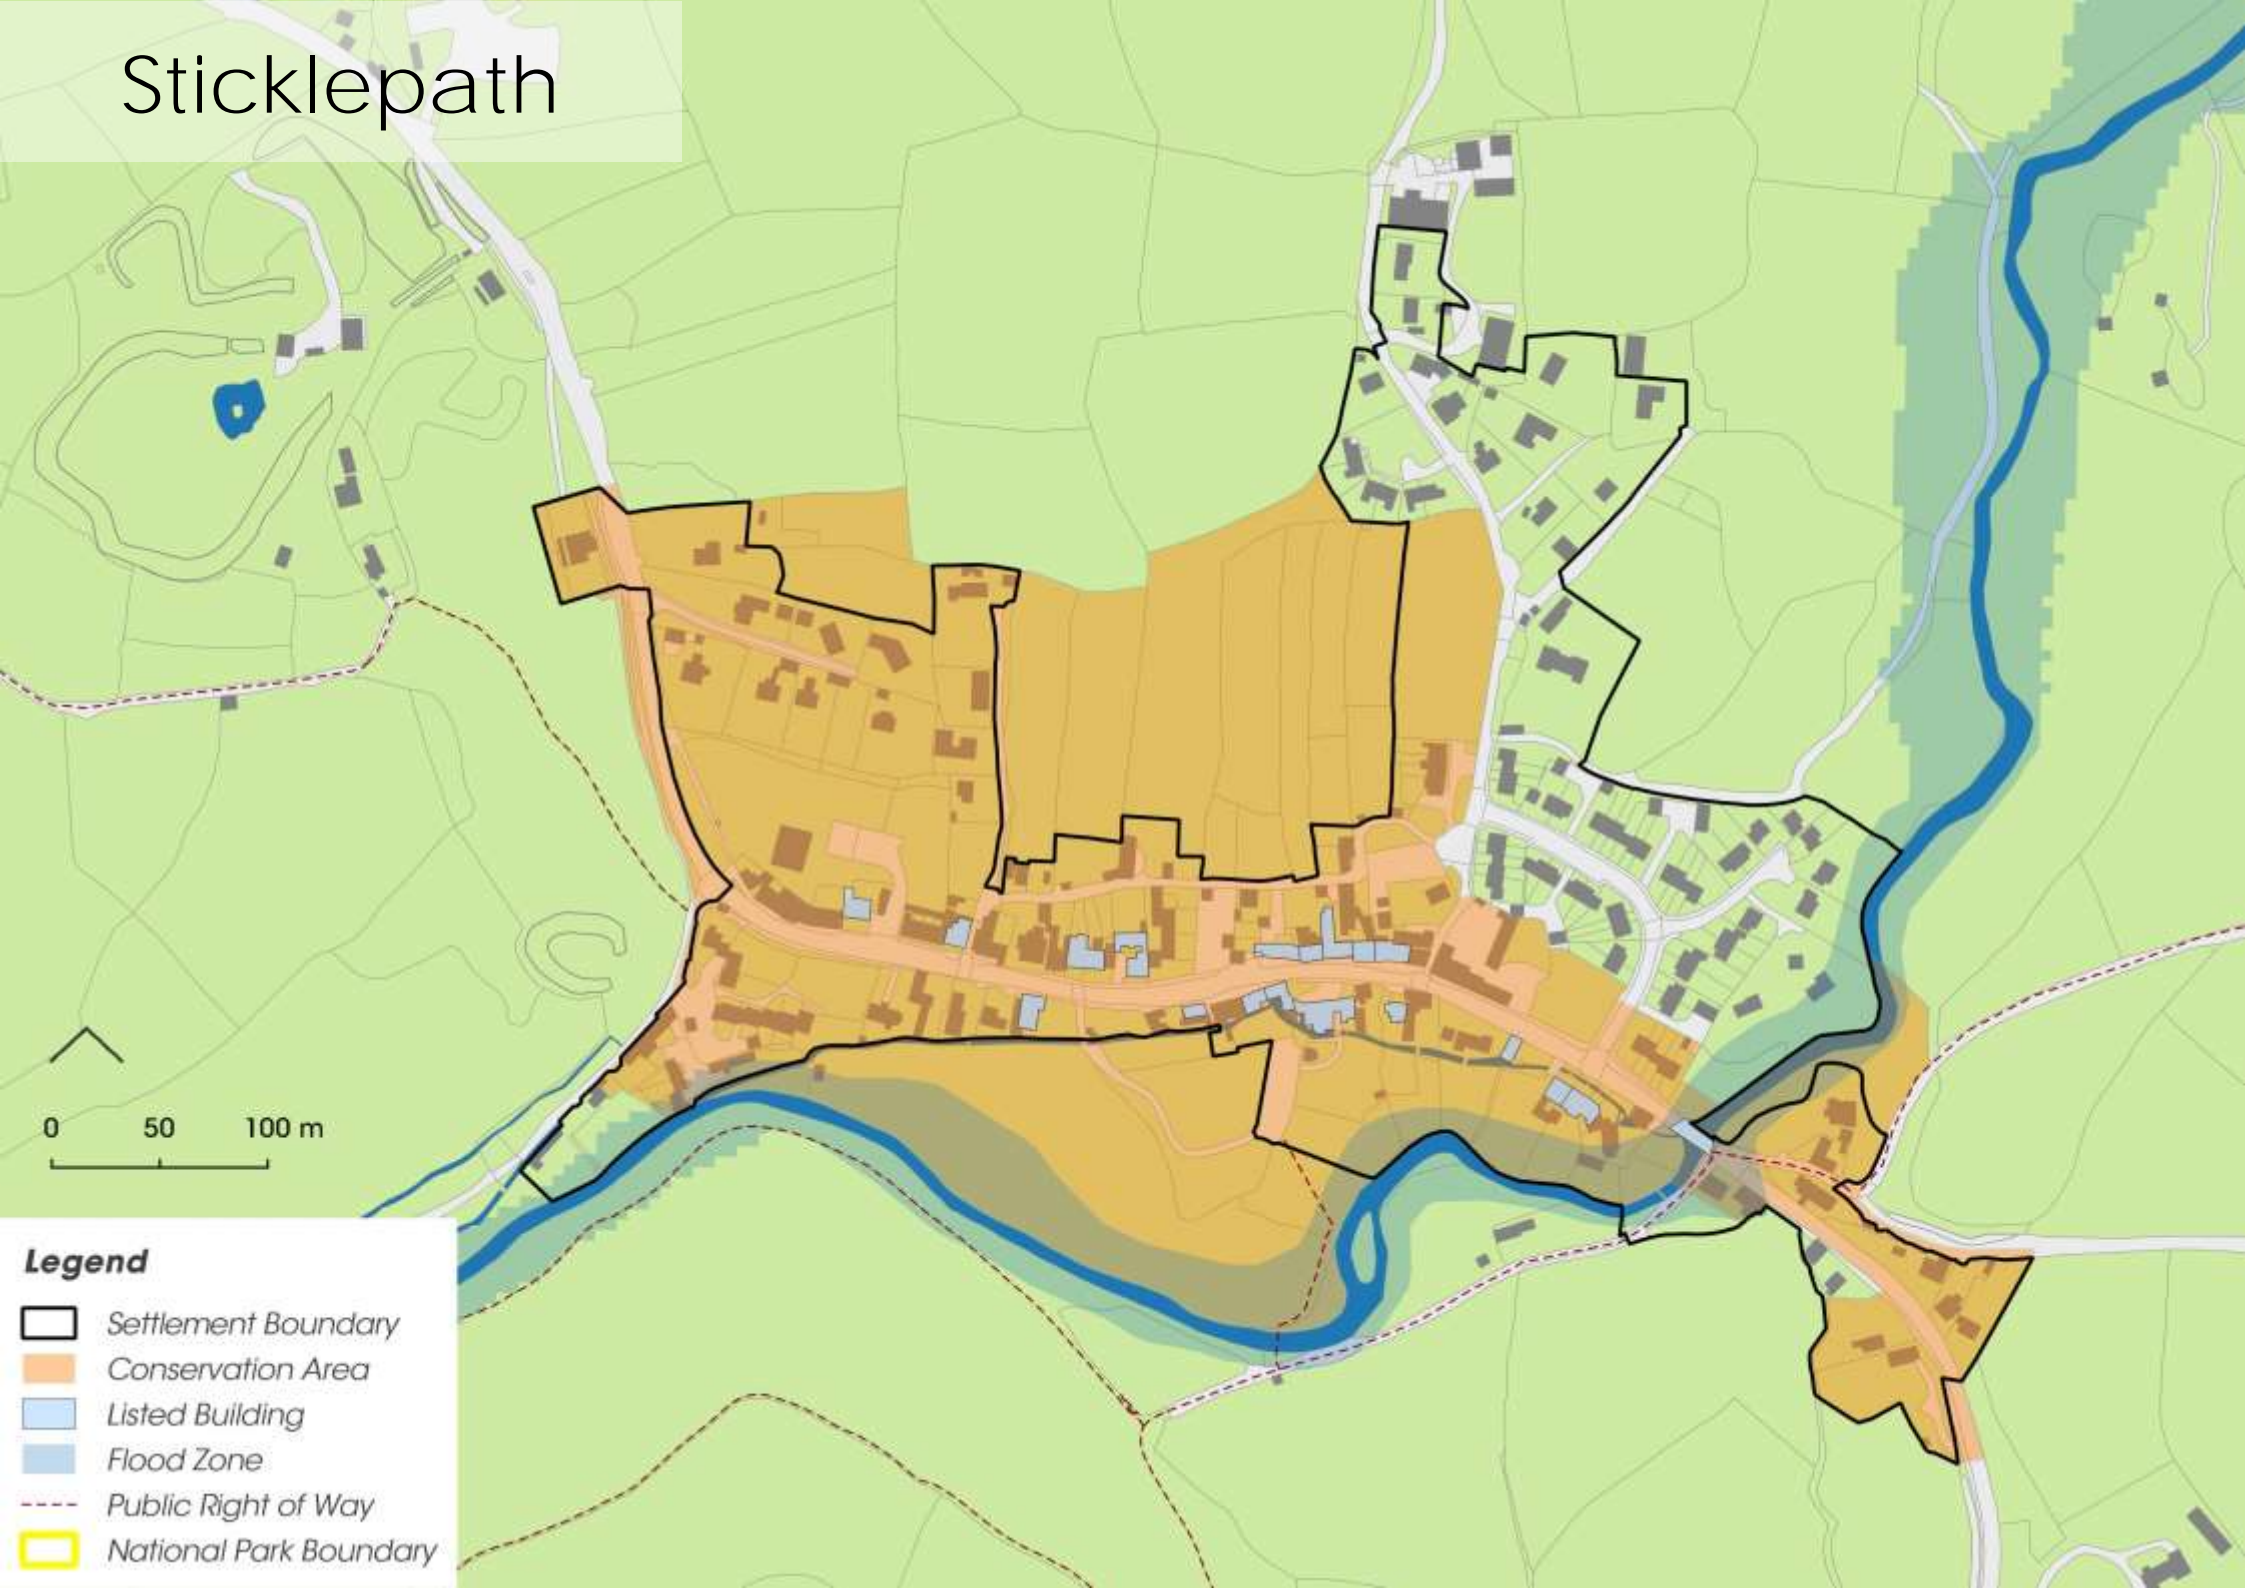 Sticklepath
0 50 100 m
Legend
Settlement Boundary
Conservation Area
Listed Building
Flood Zone
Public Right of Way
National Park Boundary